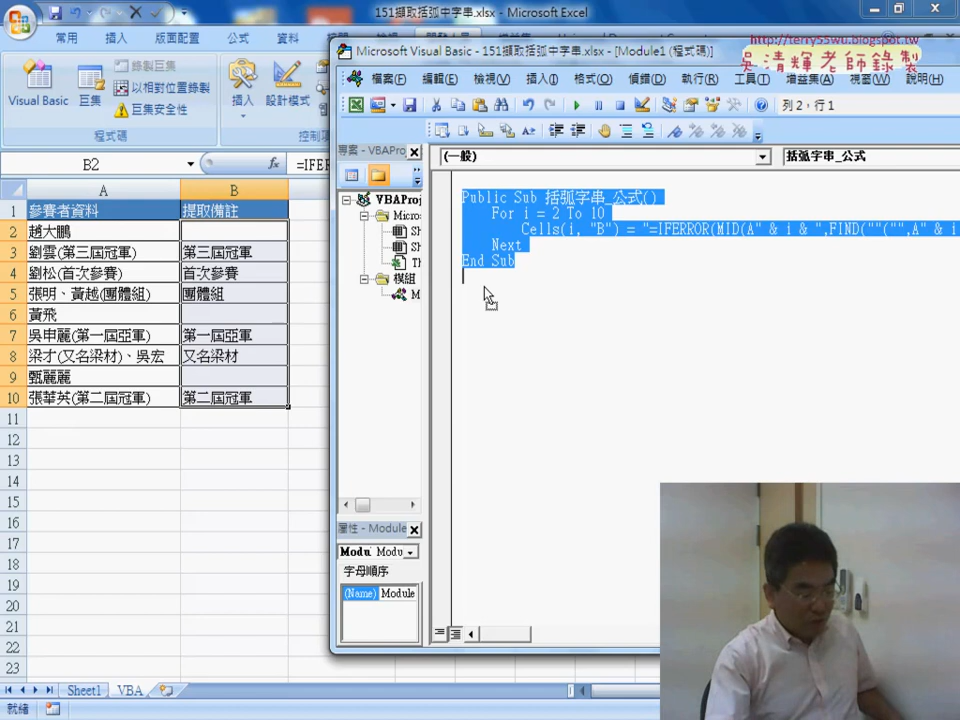 151擷取括弧中字串.xlsx - Microsoft Excel
http://terry55wu.blogspot.tw
吳清輝老師錄製
常用 插入 版面配置 公式 資料
Visual Basic 巨集 錄製巨集
以相對位置錄製
巨集安全性
程式碼
插入 設計模式
控制項
B2 fx =IFER
A B
1 參賽者資料 提取備註
2 趙大鵬
3 劉雲(第三屆冠軍) 第三屆冠軍
4 劉松(首次參賽) 首次參賽
5 張明、黃越(團體組) 團體組
6 黃飛
7 吳申麗(第一屆亞軍) 第一屆亞軍
8 梁才(又名梁材)、吳宏 又名梁材
9 甄麗麗
10 張華英(第二屆冠軍) 第二屆冠軍
11
12
13
14
15
16
17
18
19
20
21
22
23
Sheet1 VBA
就緒
Microsoft Visual Basic - 151擷取括弧中字串.xlsx - [Module1 (程式碼)]
檔案(F) 編輯(E) 檢視(V) 插入(I) 格式(O) 偵錯(D) 執行(R) 工具(T) 增益集(A) 視窗(W) 說明(H)
列 2，行 1
專案 - VBAPro
VBAProj
Micro
Sh
Sh
Th
模組
M
屬性 - Module
Modu Modu
字母順序
(Name) Module
(一般) 括弧字串_公式
Public Sub 括弧字串_公式()
For i = 2 To 10
Cells(i, "B") = "=IFERROR(MID(A" & i & ",FIND(""("",A" & i
Next
End Sub